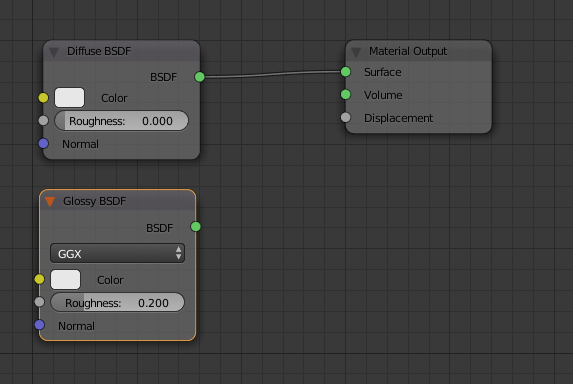 Diffuse BSDF
BSDF
Color
Roughness: 0.000
Normal
Material Output
Surface
Volume
Displacement
Glossy BSDF
BSDF
GGX
Color
Roughness: 0.200
Normal